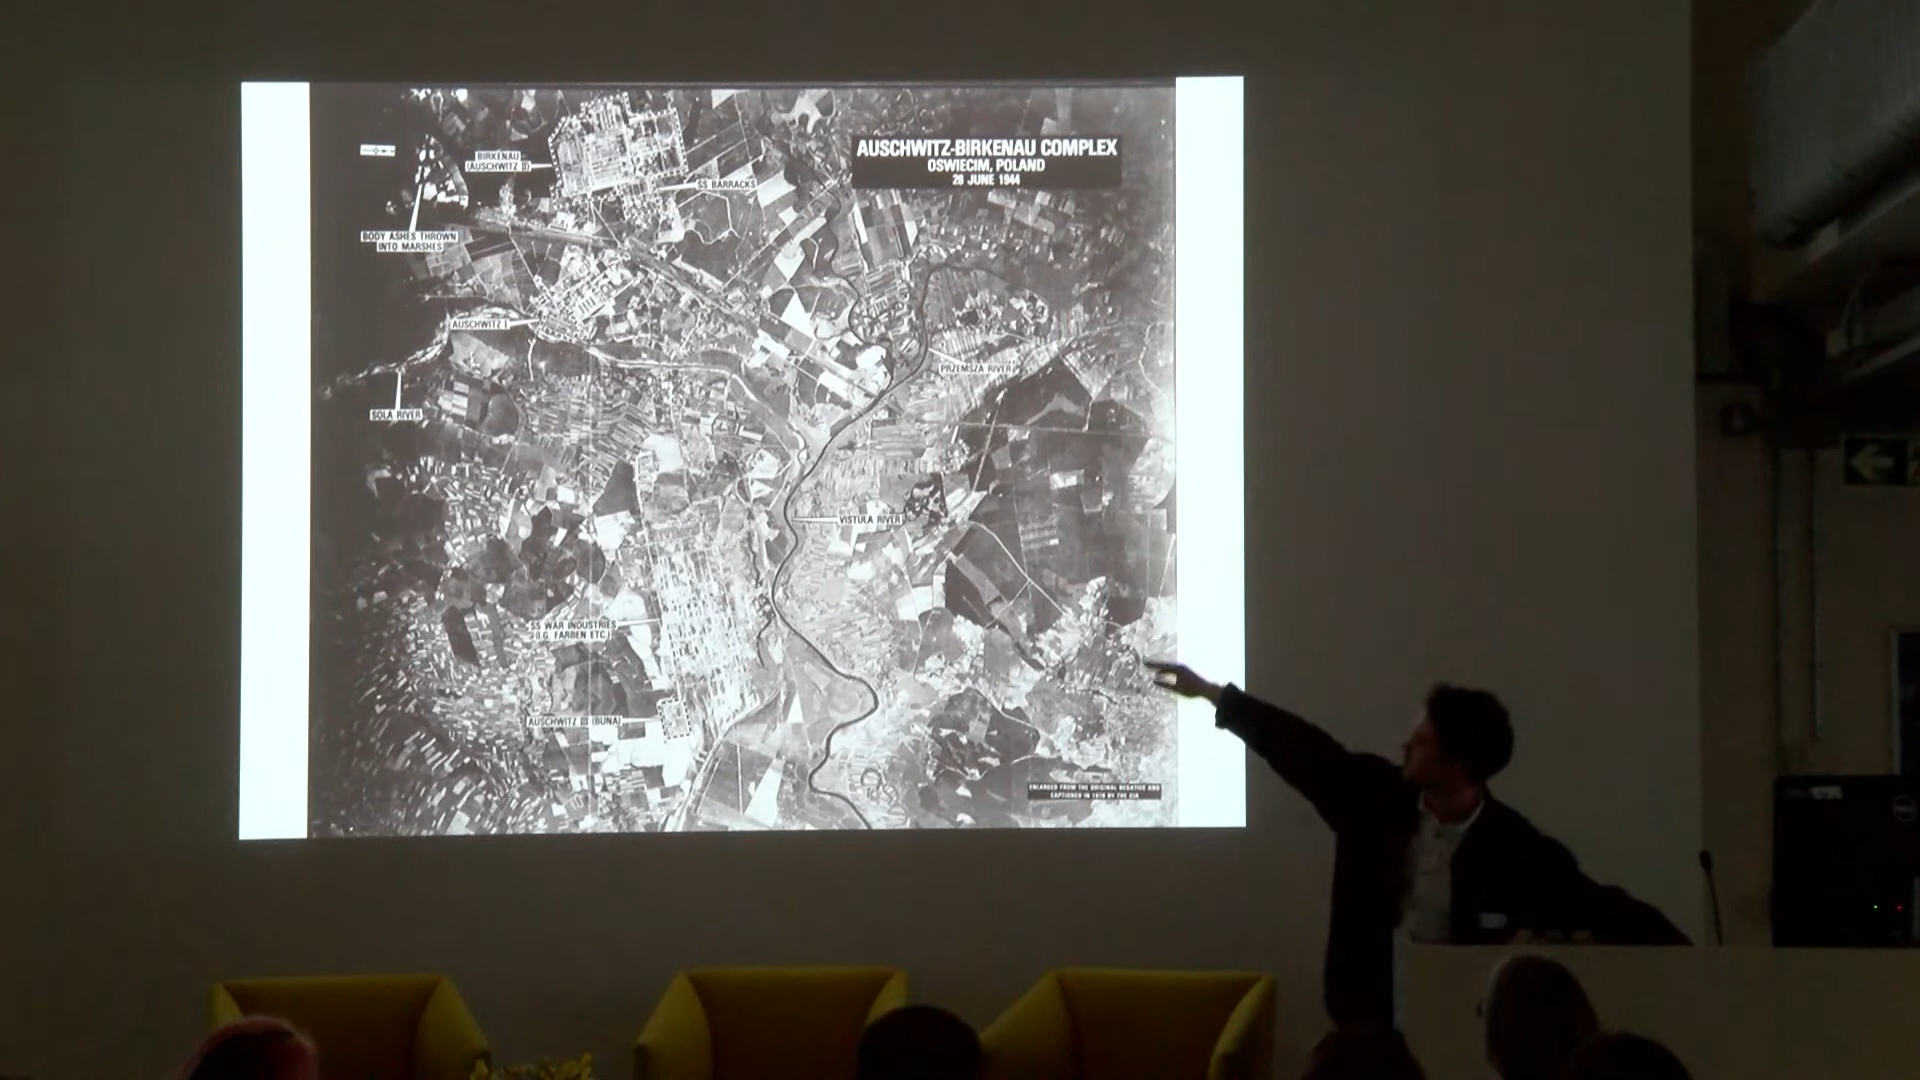 AUSCHWITZ-BIRKENAU COMPLEX
OSWIECIM, POLAND
26 JUNE 1944
BIRKENAU
(AUSCHWITZ II)
SS BARRACKS
BODY ASHES THROWN
INTO MARSHES
AUSCHWITZ I
PRZEMSZA RIVER
SOLA RIVER
VISTULA RIVER
SS WAR INDUSTRIES
(I.G. FARBEN ETC.)
AUSCHWITZ III (BUNA)
ENLARGED FROM THE ORIGINAL NEGATIVE AND
CAPTIONED IN 1978 BY THE CIA